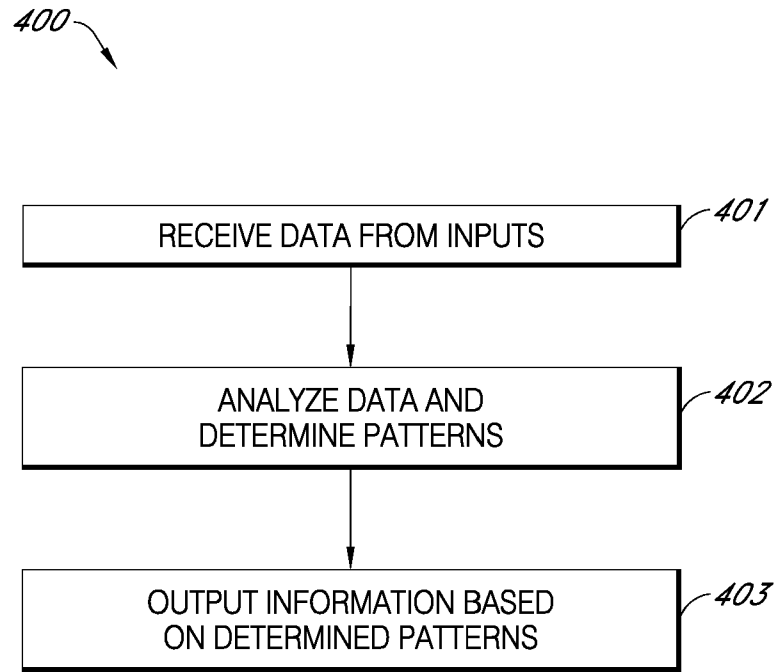 400
RECEIVE DATA FROM INPUTS
401
ANALYZE DATA AND
DETERMINE PATTERNS
402
OUTPUT INFORMATION BASED
ON DETERMINED PATTERNS
403